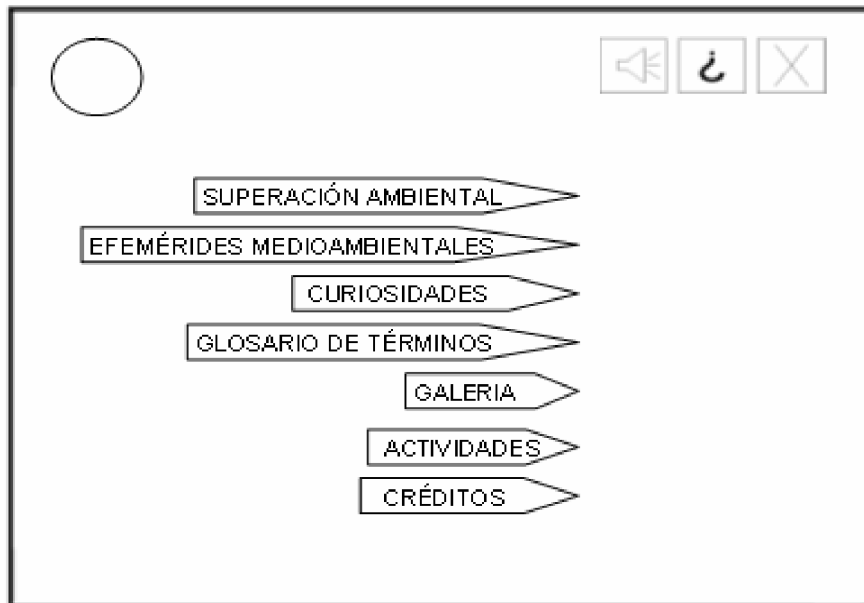 ¿
SUPERACIÓN AMBIENTAL
EFEMÉRIDES MEDIOAMBIENTALES
CURIOSIDADES
GLOSARIO DE TÉRMINOS
GALERIA
ACTIVIDADES
CRÉDITOS